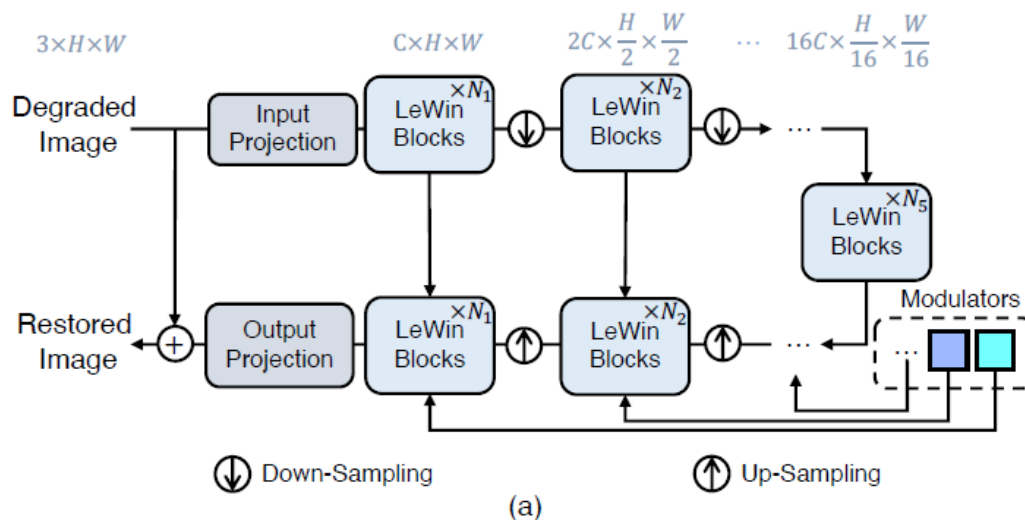 3×H×W
C×H×W
2C×H/2×W/2
...
16C×H/16×W/16
Degraded
Image
Input
Projection
LeWin
Blocks
×N₁
LeWin
Blocks
×N₂
...
LeWin
Blocks
×N₅
Modulators
...
Restored
Image
+
Output
Projection
LeWin
Blocks
×N₁
LeWin
Blocks
×N₂
...
Down-Sampling
Up-Sampling
(a)